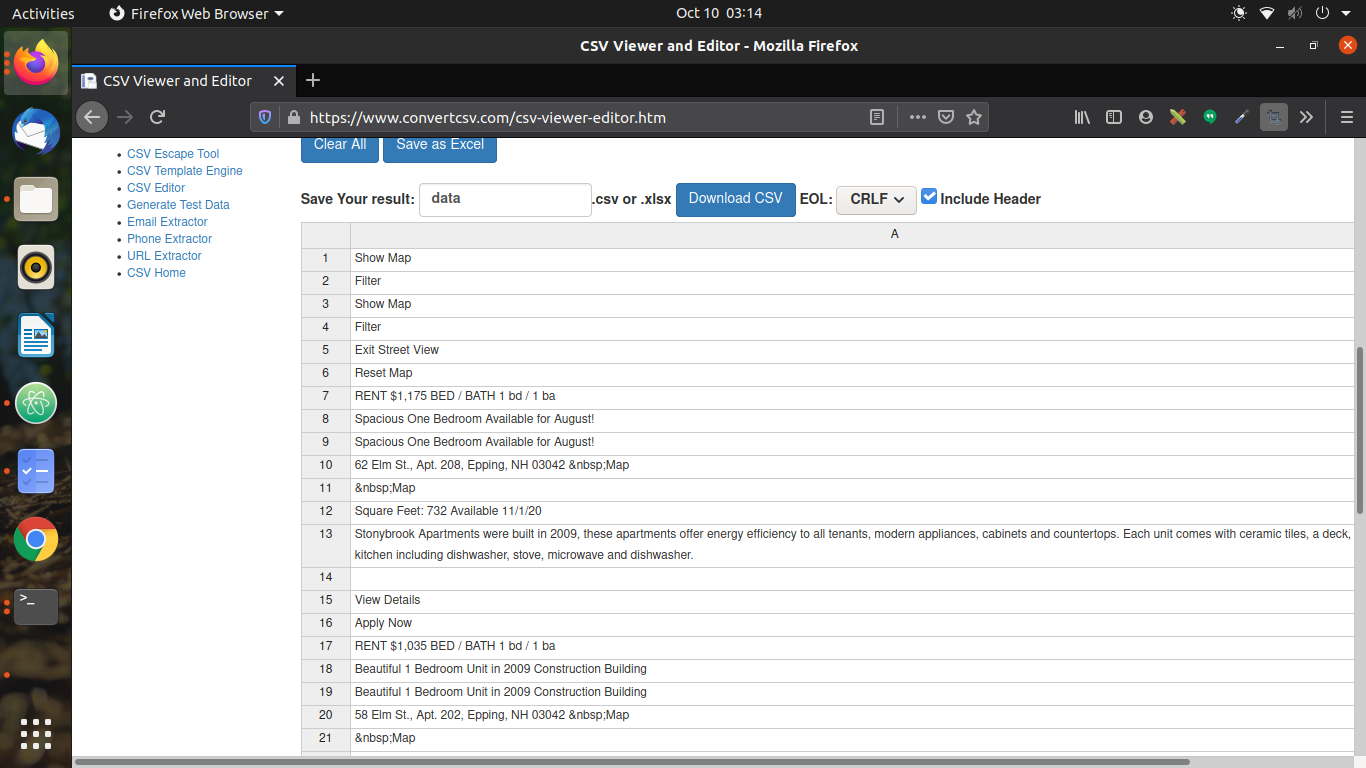 Activities
Firefox Web Browser
Oct 10 03:14
CSV Viewer and Editor - Mozilla Firefox
CSV Viewer and Editor
https://www.convertcsv.com/csv-viewer-editor.htm
CSV Escape Tool
CSV Template Engine
CSV Editor
Generate Test Data
Email Extractor
Phone Extractor
URL Extractor
CSV Home
Clear All
Save as Excel
Save Your result: data .csv or .xlsx Download CSV EOL: CRLF Include Header
A
1 Show Map
2 Filter
3 Show Map
4 Filter
5 Exit Street View
6 Reset Map
7 RENT $1,175 BED / BATH 1 bd / 1 ba
8 Spacious One Bedroom Available for August!
9 Spacious One Bedroom Available for August!
10 62 Elm St., Apt. 208, Epping, NH 03042 &nbsp;Map
11 &nbsp;Map
12 Square Feet: 732 Available 11/1/20
13 Stonybrook Apartments were built in 2009, these apartments offer energy efficiency to all tenants, modern appliances, cabinets and countertops. Each unit comes with ceramic tiles, a deck,
kitchen including dishwasher, stove, microwave and dishwasher.
14
15 View Details
16 Apply Now
17 RENT $1,035 BED / BATH 1 bd / 1 ba
18 Beautiful 1 Bedroom Unit in 2009 Construction Building
19 Beautiful 1 Bedroom Unit in 2009 Construction Building
20 58 Elm St., Apt. 202, Epping, NH 03042 &nbsp;Map
21 &nbsp;Map